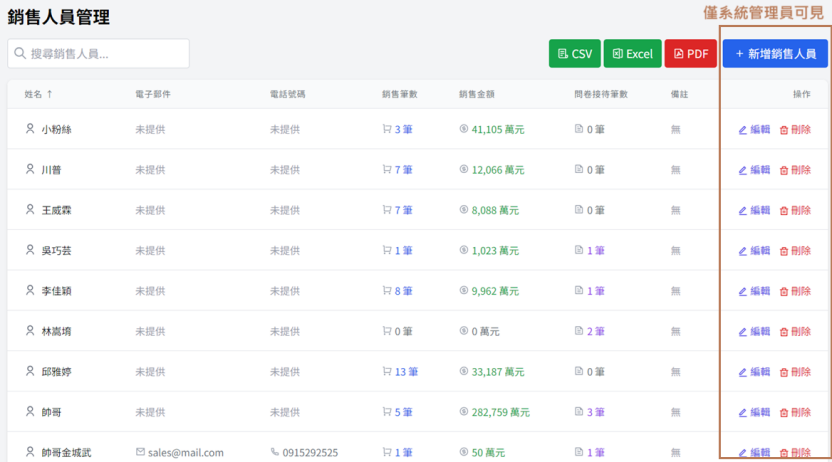 銷售人員管理
僅系統管理員可見
搜尋銷售人員...
CSV Excel PDF + 新增銷售人員
姓名 ↑ 電子郵件 電話號碼 銷售筆數 銷售金額 問卷接待筆數 備註 操作
小粉絲 未提供 未提供 3 筆 41,105 萬元 0 筆 無 編輯 刪除
川普 未提供 未提供 7 筆 12,066 萬元 0 筆 無 編輯 刪除
王威霖 未提供 未提供 7 筆 8,088 萬元 0 筆 無 編輯 刪除
吳巧芸 未提供 未提供 1 筆 1,023 萬元 1 筆 無 編輯 刪除
李佳穎 未提供 未提供 8 筆 9,962 萬元 1 筆 無 編輯 刪除
林嵩堉 未提供 未提供 0 筆 0 萬元 2 筆 無 編輯 刪除
邱雅婷 未提供 未提供 13 筆 33,187 萬元 0 筆 無 編輯 刪除
帥哥 未提供 未提供 5 筆 282,759 萬元 3 筆 無 編輯 刪除
帥哥金城武 sales@mail.com 0915292525 1 筆 50 萬元 1 筆 無 編輯 刪除